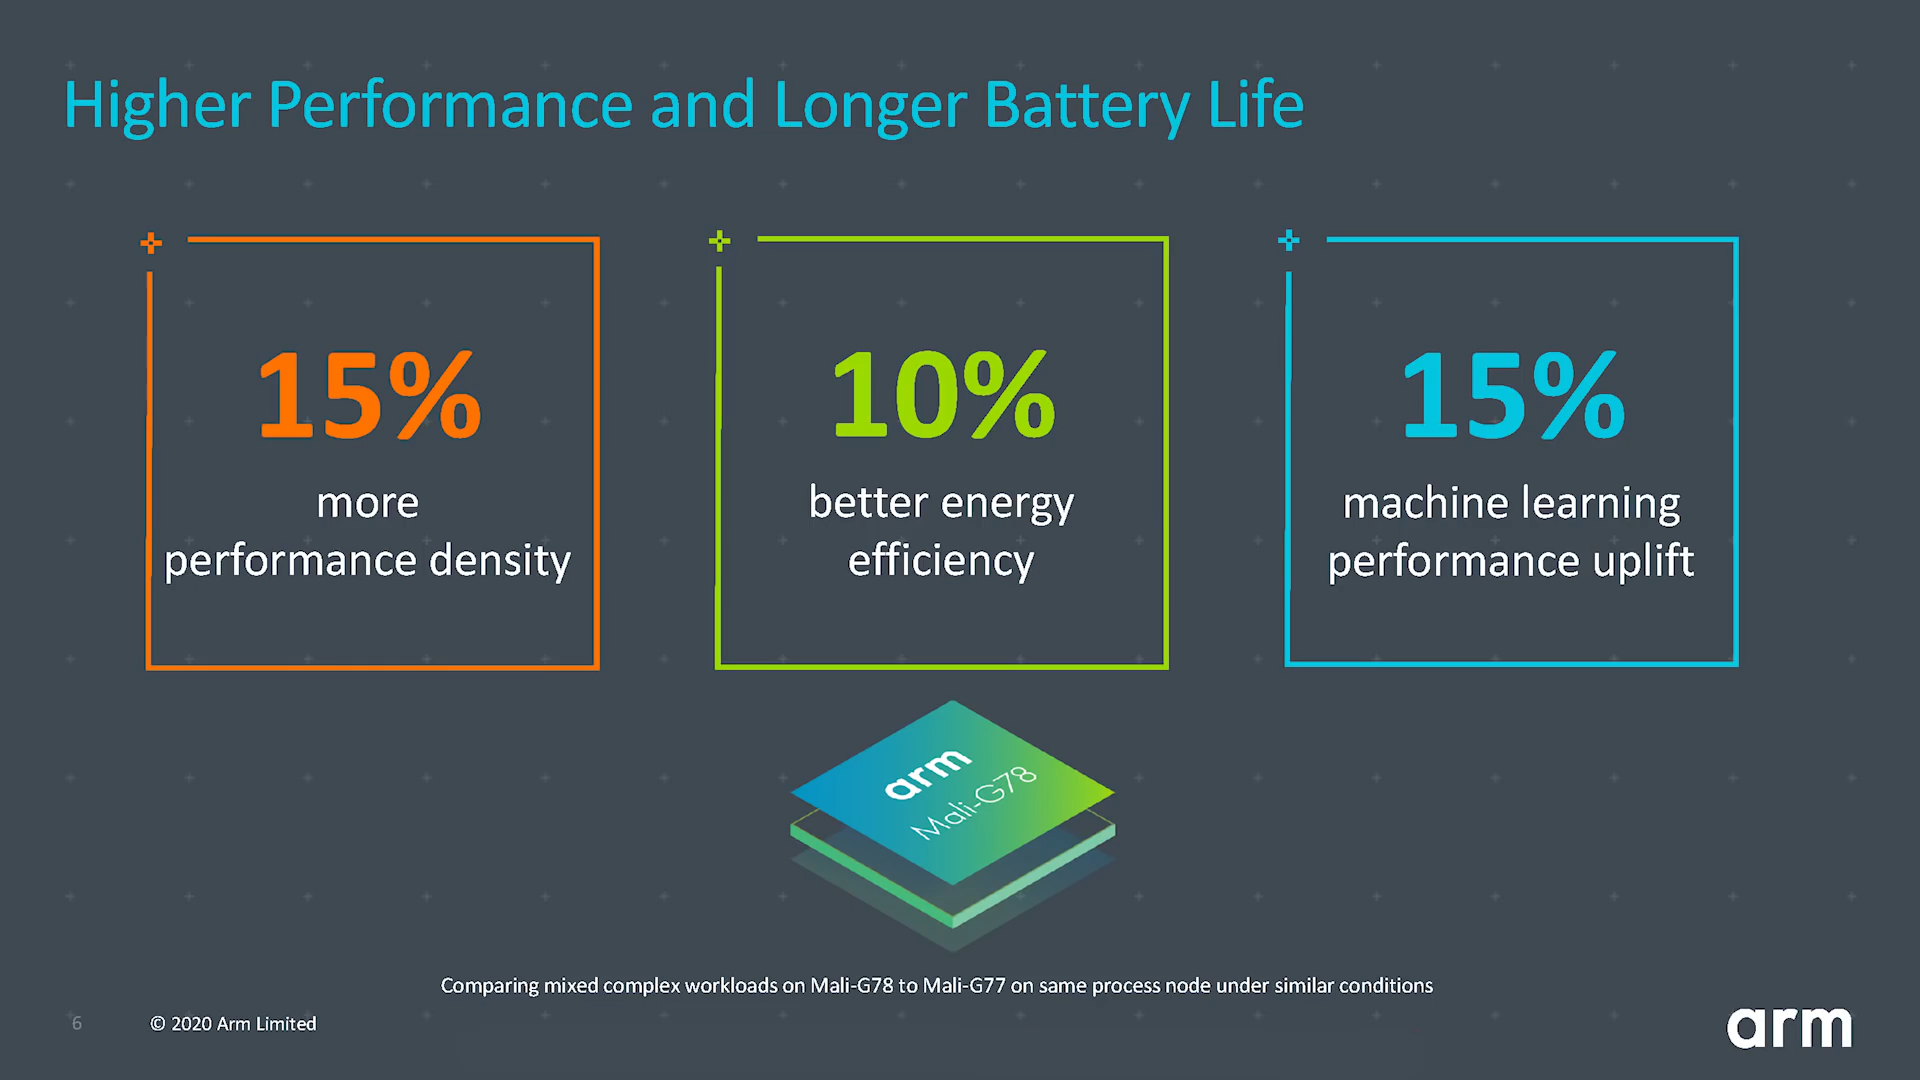 Higher Performance and Longer Battery Life
15%
more
performance density
10%
better energy
efficiency
15%
machine learning
performance uplift
arm
Mali-G78
Comparing mixed complex workloads on Mali-G78 to Mali-G77 on same process node under similar conditions
6
© 2020 Arm Limited
arm